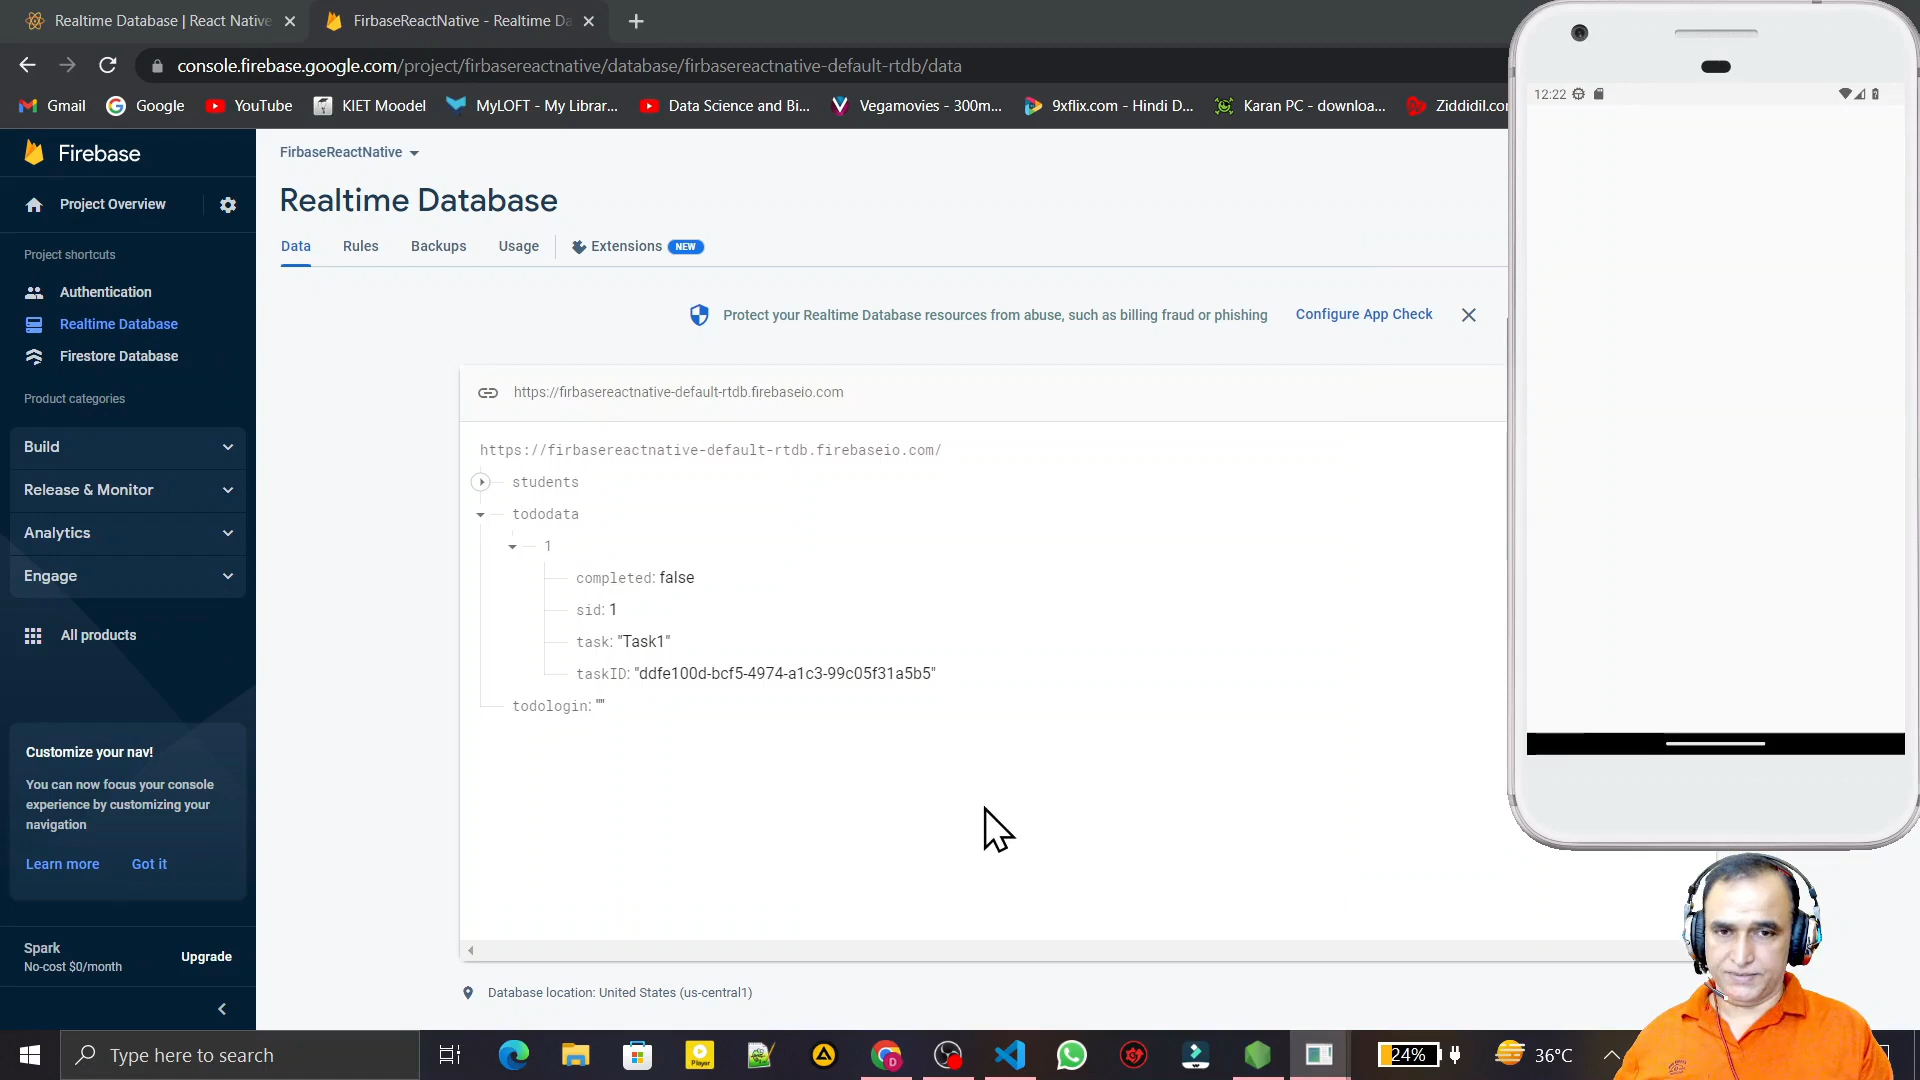 Realtime Database | React Native
FirbaseReactNative - Realtime Da
console.firebase.google.com/project/firbasereactnative/database/firbasereactnative-default-rtdb/data
Gmail
Google
YouTube
KIET Moodel
MyLOFT - My Librar...
Data Science and Bi...
Vegamovies - 300m...
9xflix.com - Hindi D...
Karan PC - downloa...
Ziddidil.co
12:22
Firebase
Project Overview
Project shortcuts
Authentication
Realtime Database
Firestore Database
Product categories
Build
Release & Monitor
Analytics
Engage
All products
Customize your nav!
You can now focus your console
experience by customizing your
navigation
Learn more Got it
Spark
No-cost $0/month
Upgrade
FirbaseReactNative
Realtime Database
Data Rules Backups Usage Extensions NEW
Protect your Realtime Database resources from abuse, such as billing fraud or phishing Configure App Check
https://firbasereactnative-default-rtdb.firebaseio.com
https://firbasereactnative-default-rtdb.firebaseio.com/
students
tododata
1
completed: false
sid: 1
task: "Task1"
taskID: "ddfe100d-bcf5-4974-a1c3-99c05f31a5b5"
todologin: ""
Database location: United States (us-central1)
Type here to search
24%
36°C